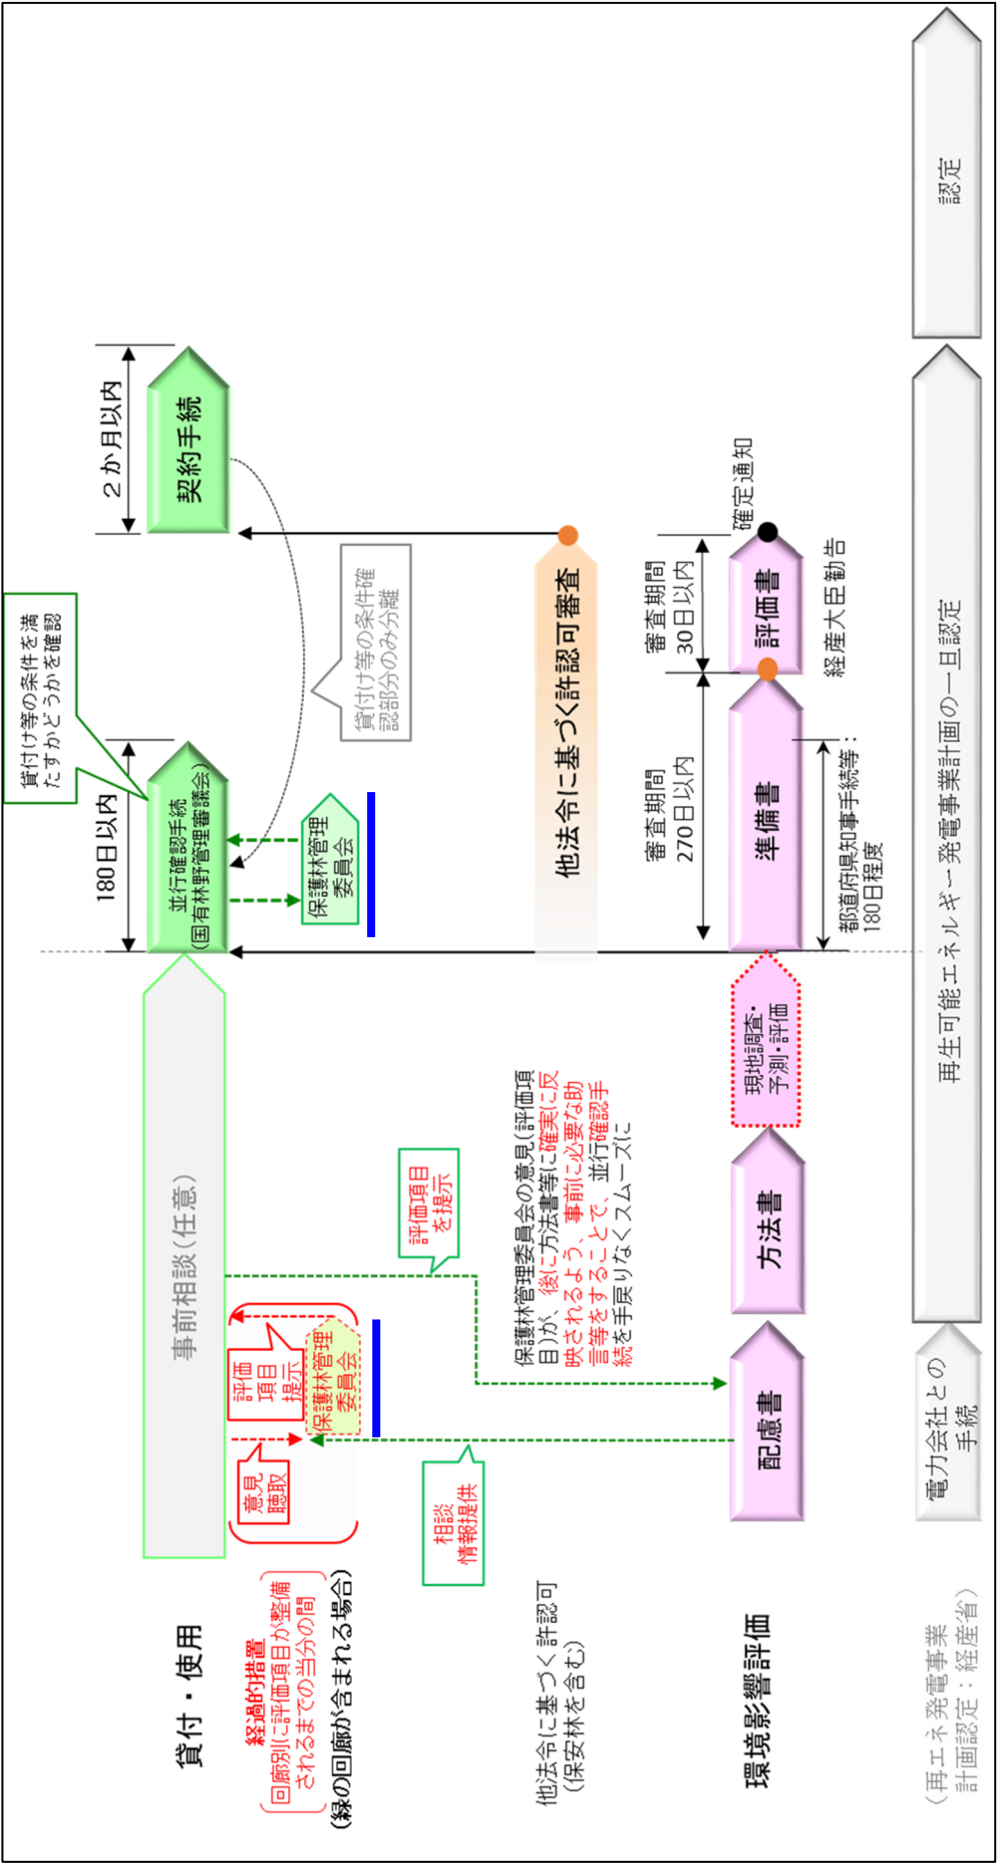 貸付・使用
経過的措置
回廊別に評価項目が整備
されるまでの当分の間
(緑の回廊が含まれる場合)
事前相談(任意)
意見
聴取
評価
項目
提示
保護林管理
委員会
相談
情報提供
評価項目
を提示
保護林管理委員会の意見(評価項
目)が、後に方法書等に確実に反
映されるよう、事前に必要な助
言等をすることで、並行確認手
続を手戻りなくスムーズに
180日以内
並行確認手続
(国有林野管理審議会)
貸付け等の条件を満
たすかどうかを確認
保護林管理
委員会
貸付け等の条件確
認部分のみ分離
2か月以内
契約手続
他法令に基づく許認可
(保安林を含む)
他法令に基づく許認可審査
環境影響評価
配慮書
方法書
現地調査・
予測・評価
審査期間
270日以内
準備書
都道府県知事手続等:
180日程度
審査期間
30日以内
評価書
確定通知
経産大臣勧告
(再エネ発電事業
計画認定:経産省)
電力会社との
手続
再生可能エネルギー発電事業計画の一旦認定
認定